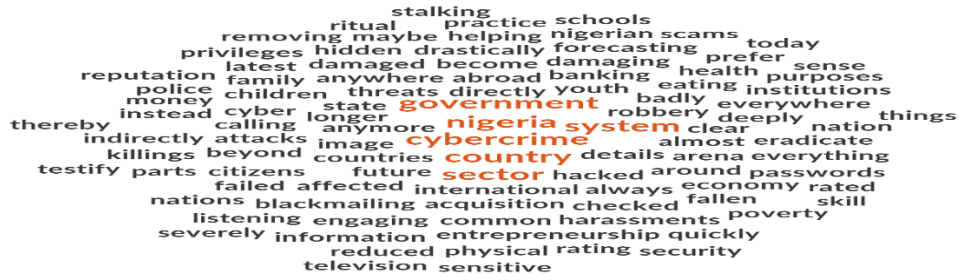 stalking
ritual practice schools
removing maybe helping nigerian scams
privileges hidden drastically forecasting today
latest damaged become damaging prefer sense
reputation family anywhere abroad banking health purposes
police children threats directly youth eating institutions
money state government badly everywhere
instead cyber longer robbery deeply things
thereby calling anymore nigeria system clear nation
indirectly attacks image cybercrime almost eradicate
killings beyond countries country details arena everything
testify parts citizens future sector hacked around passwords
failed affected international always economy rated
nations blackmailing acquisition checked fallen skill
listening engaging common harassments poverty
severely information entrepreneurship quickly
reduced physical rating security
television sensitive